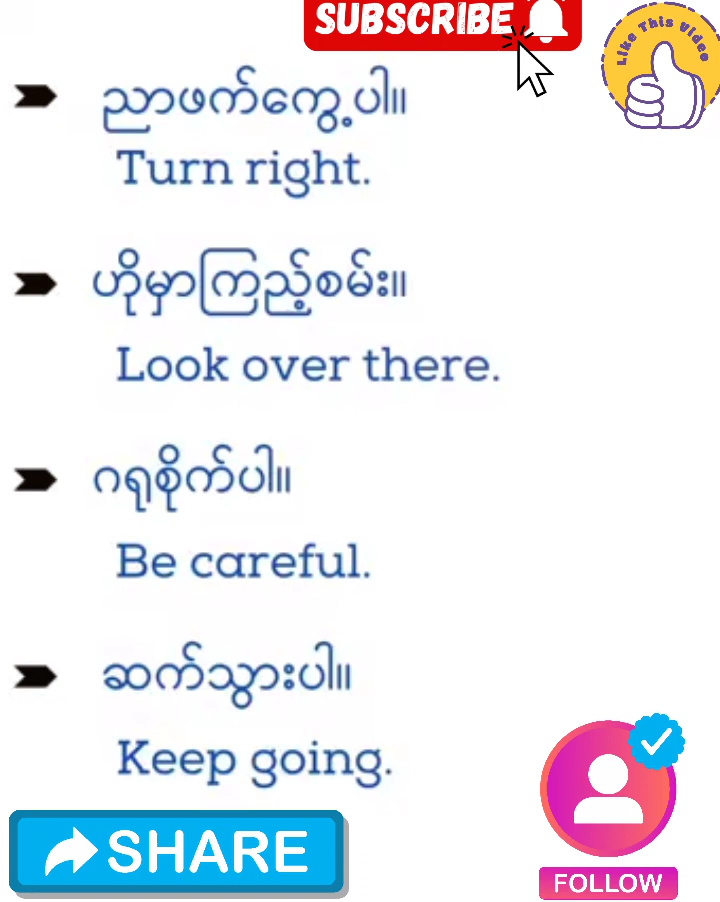 SUBSCRIBE
Like This Video
ညာဖက်ကွေ့ပါ။
Turn right.
ဟိုမှာကြည့်စမ်း။
Look over there.
ဂရုစိုက်ပါ။
Be careful.
ဆက်သွားပါ။
Keep going.
SHARE
FOLLOW